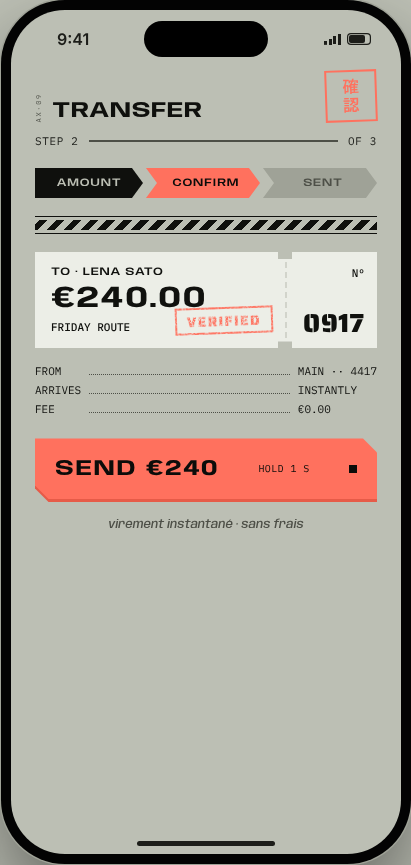 9:41
AX-09
TRANSFER
確認
STEP 2
OF 3
AMOUNT
CONFIRM
SENT
TO · LENA SATO
€240.00
FRIDAY ROUTE
VERIFIED
Nº
0917
FROM MAIN ·· 4417
ARRIVES INSTANTLY
FEE €0.00
SEND €240
HOLD 1 S
virement instantané · sans frais